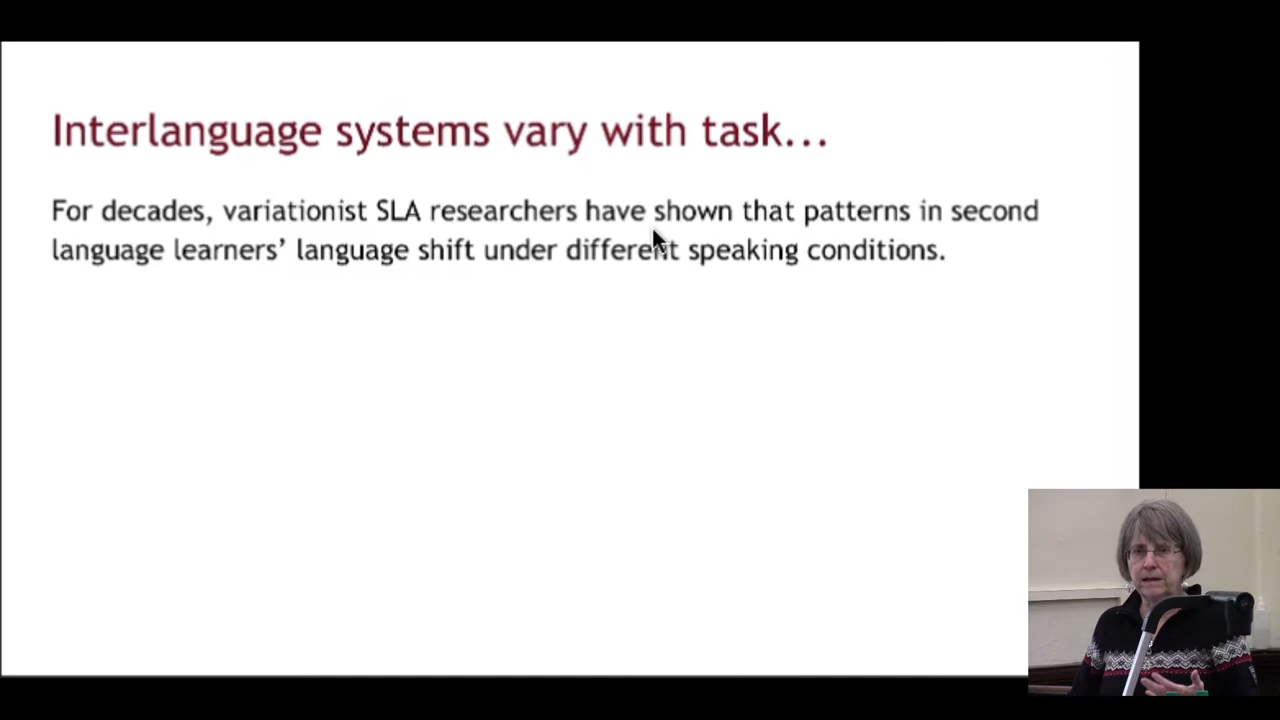 Interlanguage systems vary with task...
For decades, variationist SLA researchers have shown that patterns in second
language learners’ language shift under different speaking conditions.